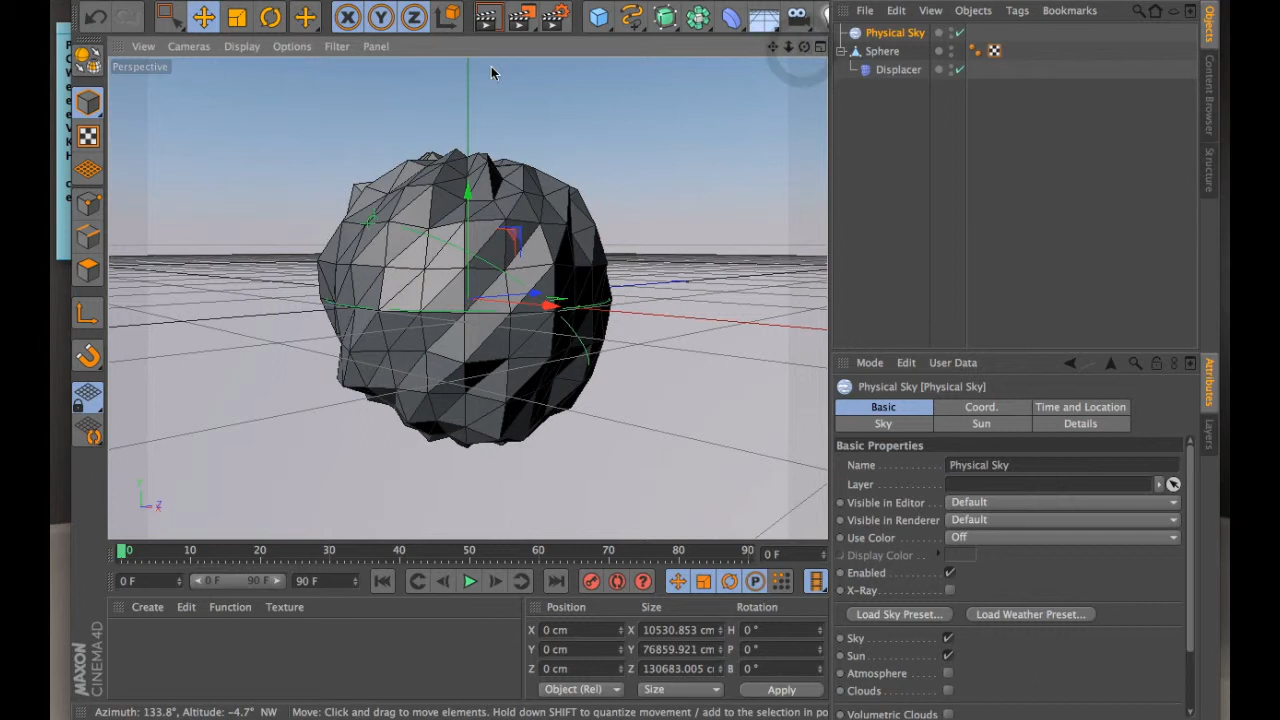 File Edit View Objects Tags Bookmarks
View Cameras Display Options Filter Panel
Perspective
Physical Sky
Sphere
Displacer
Objects
Content Browser
Structure
Mode Edit User Data
Physical Sky [Physical Sky]
Basic Coord. Time and Location
Sky Sun Details
Basic Properties
Name Physical Sky
Layer
Visible in Editor Default
Visible in Renderer Default
Use Color Off
Display Color
Enabled
X-Ray
Load Sky Preset... Load Weather Preset...
Sky
Sun
Atmosphere
Clouds
Volumetric Clouds
Attributes
Layers
X Y Z
Y
Z
0 10 20 30 40 50 60 70 80 90 0 F
0 F 0 F 90 F 90 F
P
Create Edit Function Texture
Position Size Rotation
X 0 cm X 10530.853 cm H 0 °
Y 0 cm Y 76859.921 cm P 0 °
Z 0 cm Z 130683.005 c B 0 °
Object (Rel) Size Apply
MAXON
CINEMA 4D
Azimuth: 133.8°, Altitude: -4.7° NW Move: Click and drag to move elements. Hold down SHIFT to quantize movement / add to the selection in po